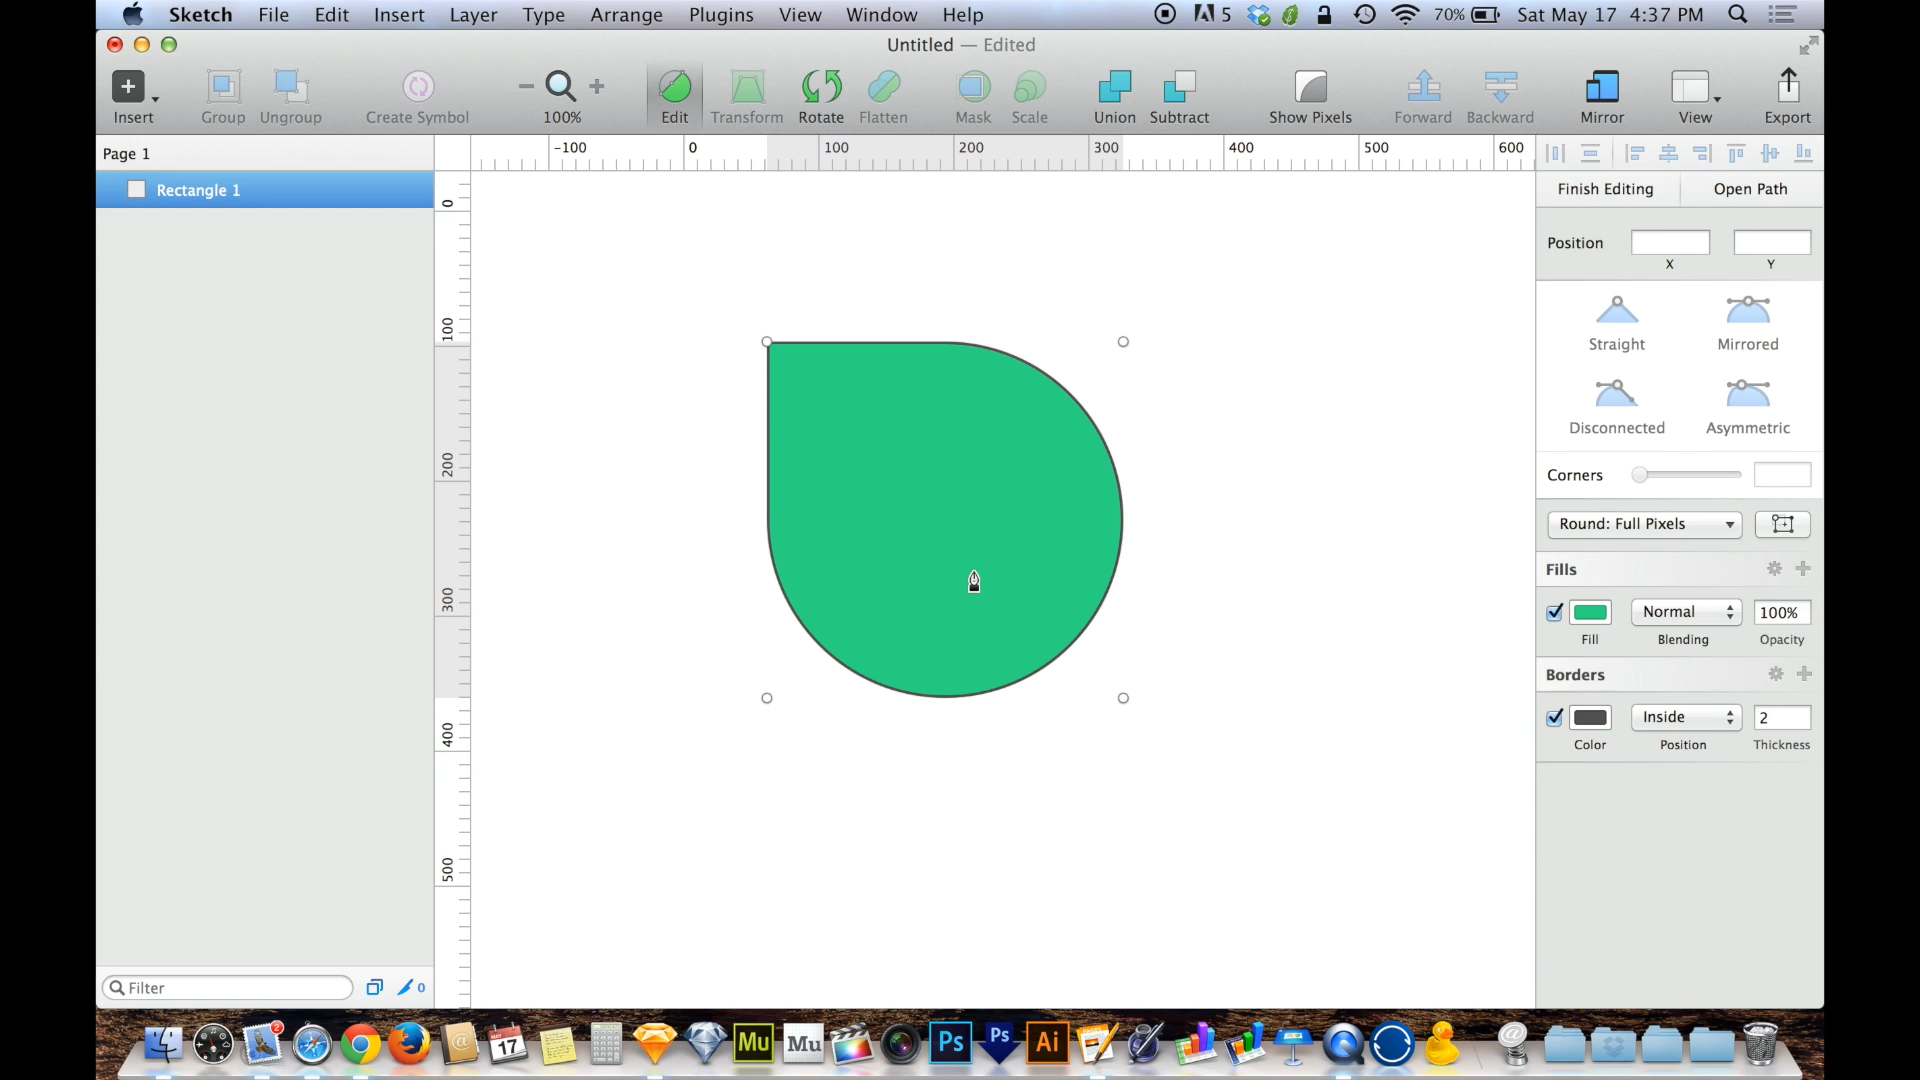 Sketch File Edit Insert Layer Type Arrange Plugins View Window Help 5 70% Sat May 17 4:37 PM
Untitled — Edited
Insert Group Ungroup Create Symbol 100% Edit Transform Rotate Flatten Mask Scale Union Subtract Show Pixels Forward Backward Mirror View Export
Page 1
-100 0 100 200 300 400 500 600
Rectangle 1
0
100
200
300
400
500
Finish Editing Open Path
Position
X Y
Straight Mirrored
Disconnected Asymmetric
Corners
Round: Full Pixels
Fills
Normal 100%
Fill Blending Opacity
Borders
Inside 2
Color Position Thickness
Filter 0
2 MAY 17 Mu Mu Ps Ps Ai